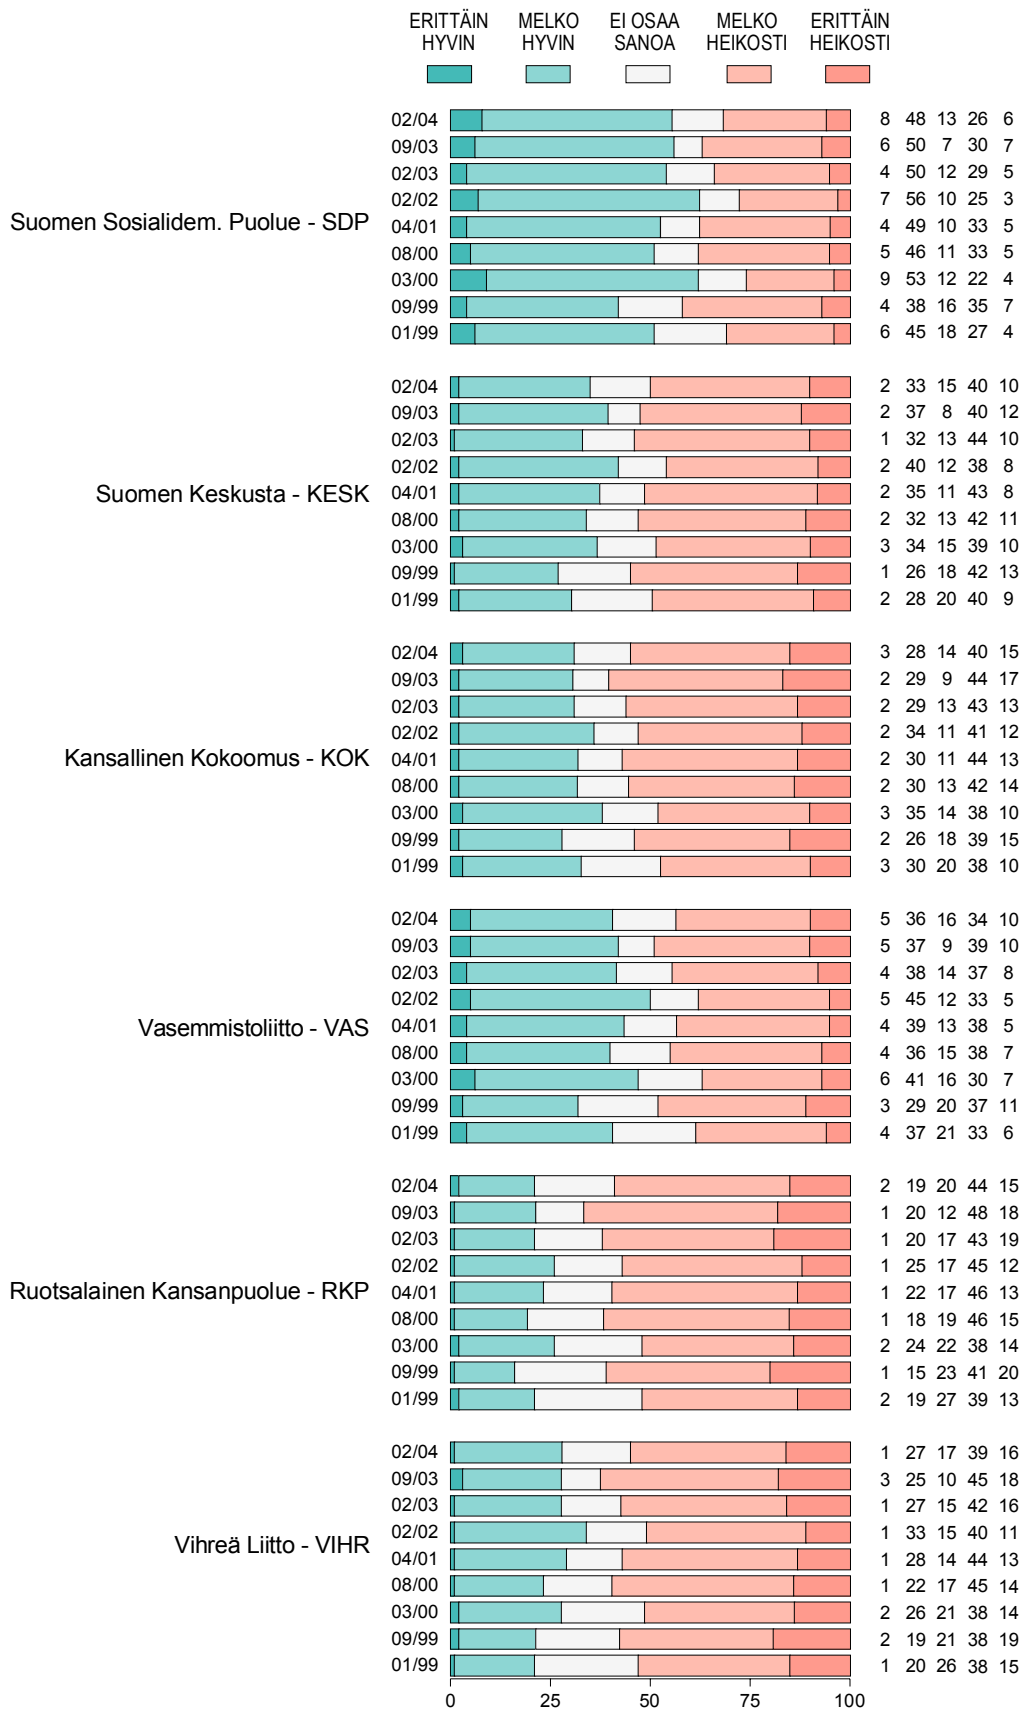 ERITTÄIN MELKO EI OSAA MELKO ERITTÄIN
HYVIN HYVIN SANOA HEIKOSTI HEIKOSTI
02/04 8 48 13 26 6
09/03 6 50 7 30 7
02/03 4 50 12 29 5
02/02 7 56 10 25 3
Suomen Sosialidem. Puolue - SDP
04/01 4 49 10 33 5
08/00 5 46 11 33 5
03/00 9 53 12 22 4
09/99 4 38 16 35 7
01/99 6 45 18 27 4
02/04 2 33 15 40 10
09/03 2 37 8 40 12
02/03 1 32 13 44 10
02/02 2 40 12 38 8
Suomen Keskusta - KESK
04/01 2 35 11 43 8
08/00 2 32 13 42 11
03/00 3 34 15 39 10
09/99 1 26 18 42 13
01/99 2 28 20 40 9
02/04 3 28 14 40 15
09/03 2 29 9 44 17
02/03 2 29 13 43 13
02/02 2 34 11 41 12
Kansallinen Kokoomus - KOK
04/01 2 30 11 44 13
08/00 2 30 13 42 14
03/00 3 35 14 38 10
09/99 2 26 18 39 15
01/99 3 30 20 38 10
02/04 5 36 16 34 10
09/03 5 37 9 39 10
02/03 4 38 14 37 8
02/02 5 45 12 33 5
Vasemmistoliitto - VAS
04/01 4 39 13 38 5
08/00 4 36 15 38 7
03/00 6 41 16 30 7
09/99 3 29 20 37 11
01/99 4 37 21 33 6
02/04 2 19 20 44 15
09/03 1 20 12 48 18
02/03 1 20 17 43 19
02/02 1 25 17 45 12
Ruotsalainen Kansanpuolue - RKP
04/01 1 22 17 46 13
08/00 1 18 19 46 15
03/00 2 24 22 38 14
09/99 1 15 23 41 20
01/99 2 19 27 39 13
02/04 1 27 17 39 16
09/03 3 25 10 45 18
02/03 1 27 15 42 16
02/02 1 33 15 40 11
Vihreä Liitto - VIHR
04/01 1 28 14 44 13
08/00 1 22 17 45 14
03/00 2 26 21 38 14
09/99 2 19 21 38 19
01/99 1 20 26 38 15
0 25 50 75 100